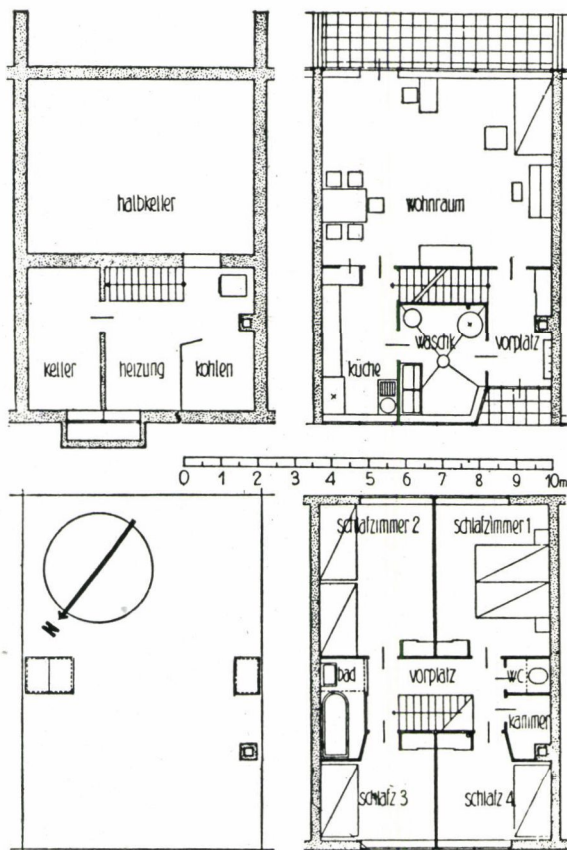 halbkeller
keller
heizung
kohlen
wohnraum
küche
waschk
vorplatz
0 1 2 3 4 5 6 7 8 9 10m
N
schlafzimmer 2
schlafzimmer 1
bad
vorplatz
wc
kammer
schlafz 3
schlafz 4